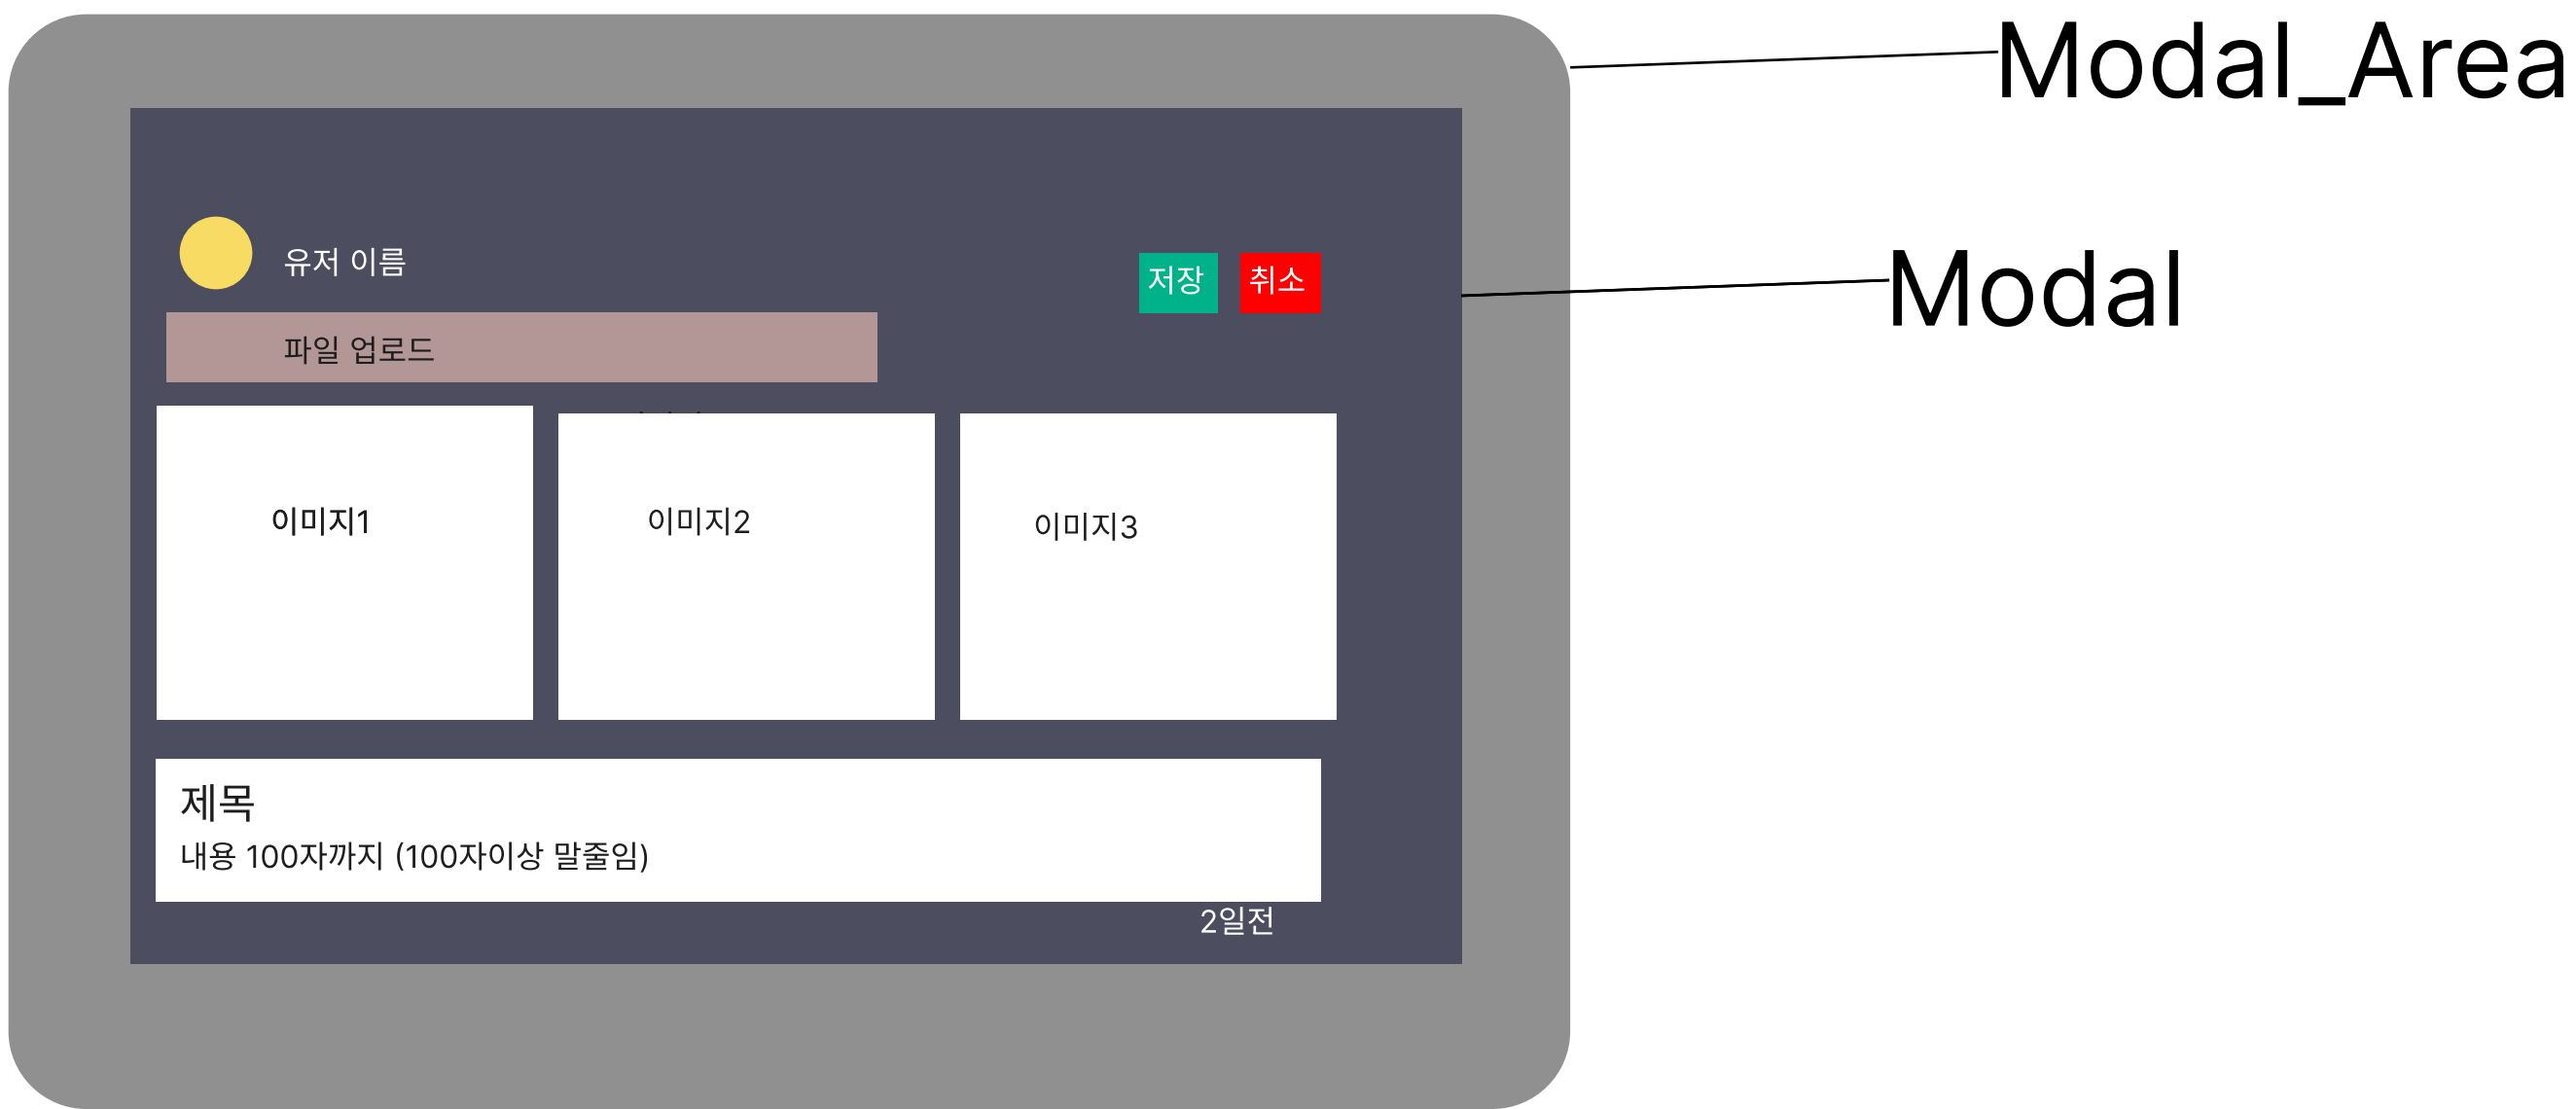 Modal_Area
Modal
유저 이름
저장
취소
파일 업로드
이미지1
이미지2
이미지3
제목
내용 100자까지 (100자이상 말줄임)
2일전